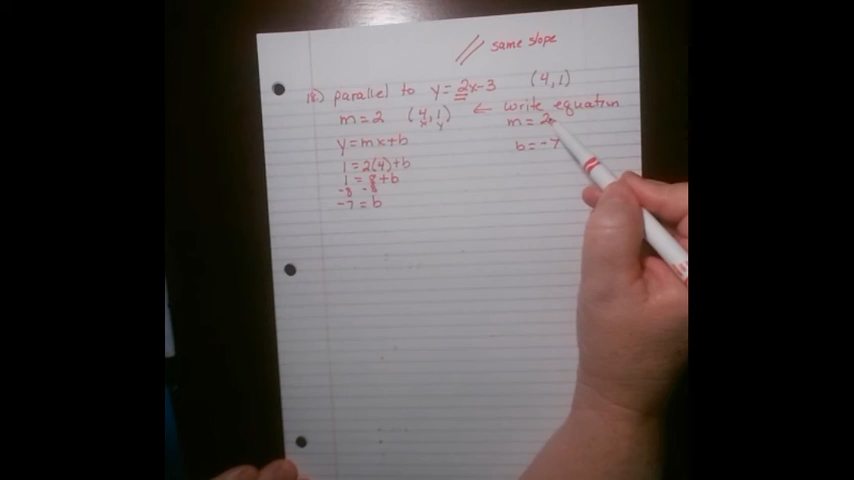 // same slope
18.) parallel to y = 2x-3 (4,1)
m = 2 (4,1) ← write equation
x y
m = 2
y=mx+b
b = -7
1 = 2(4)+b
1 = 8+b
-8 -8
-7 = b